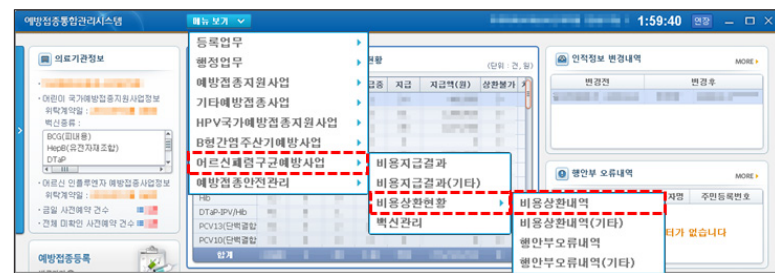 예방접종통합관리시스템
메뉴 보기
1:59:40
연장
의료기관정보
· 어린이 국가예방접종지원사업정보
위탁계약일 :
백신종류 :
BCG(피내용)
HepB(유전자재조합)
DTaP
· 어르신 인플루엔자 예방접종사업정보
위탁계약일 :
· 금일 사전예약 건수
· 전체 미확인 사전예약 건수
예방접종등록
등록업무
행정업무
예방접종지원사업
기타예방접종사업
HPV국가예방접종지원사업
B형간염주산기예방사업
어르신폐렴구균예방사업
예방접종안전관리
현황
(단위 : 건, 원)
지급
지급액(원)
상환불가
Hib
DTaP-IPV/Hib
PCV13(단백결합
PCV10(단백결합
합계
비용지급결과
비용지급결과(기타)
비용상환현황
백신관리
비용상환내역
비용상환내역(기타)
행안부오류내역
행안부오류내역(기타)
인적정보 변경내역
MORE
변경전
변경후
행안부 오류내역
MORE
자명
주민등록번호
터가 없습니다